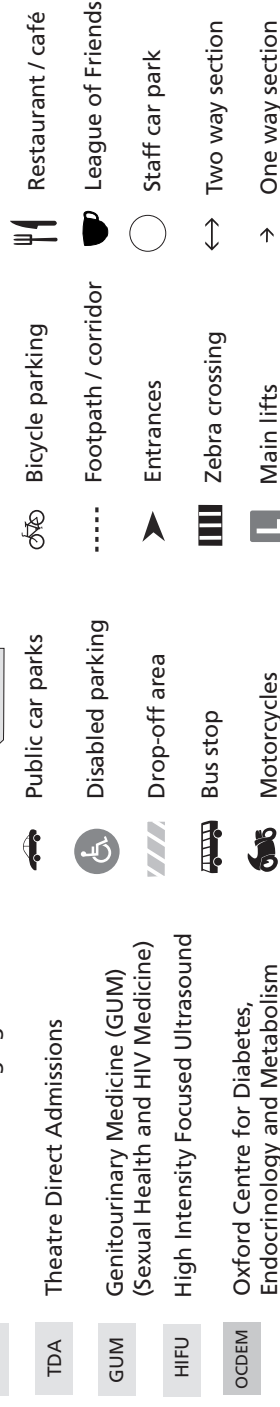 TDA Theatre Direct Admissions
GUM Genitourinary Medicine (GUM)
(Sexual Health and HIV Medicine)
HIFU High Intensity Focused Ultrasound
OCDEM Oxford Centre for Diabetes,
Endocrinology and Metabolism
Public car parks
Disabled parking
Drop-off area
Bus stop
Motorcycles
Bicycle parking
Footpath / corridor
Entrances
Zebra crossing
L Main lifts
Restaurant / café
League of Friends
Staff car park
Two way section
One way section